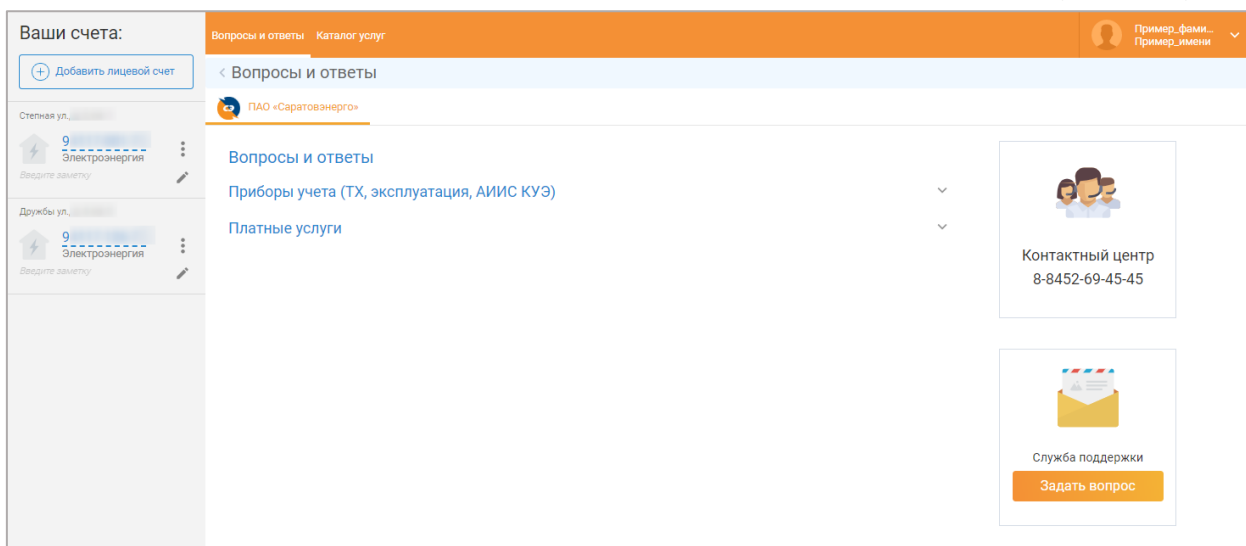 Ваши счета:
Добавить лицевой счет
Степная ул.,
9
Электроэнергия
Введите заметку
Дружбы ул.,
9
Электроэнергия
Введите заметку
Вопросы и ответы Каталог услуг
Пример_фами...
Пример_имени
< Вопросы и ответы
ПАО «Саратовэнерго»
Вопросы и ответы
Приборы учета (ТХ, эксплуатация, АИИС КУЭ)
Платные услуги
Контактный центр
8-8452-69-45-45
Служба поддержки
Задать вопрос